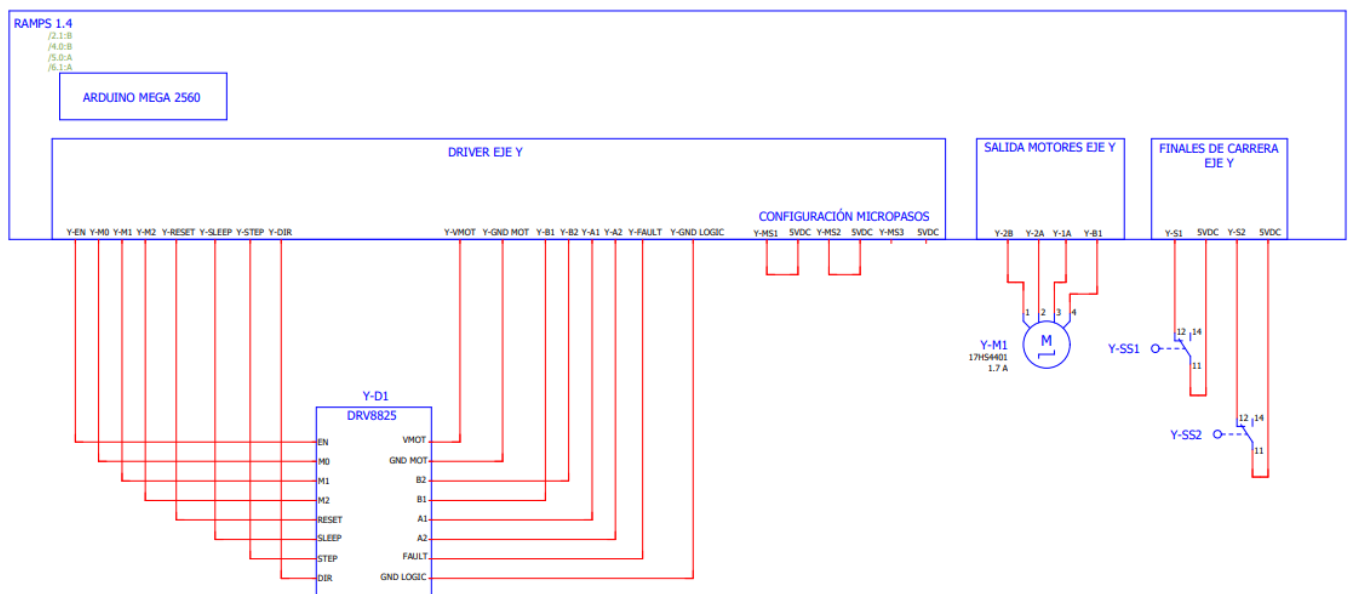 RAMPS 1.4
/2.1:B
/4.0:B
/5.0:A
/6.1:A
ARDUINO MEGA 2560
DRIVER EJE Y
SALIDA MOTORES EJE Y
FINALES DE CARRERA
EJE Y
CONFIGURACIÓN MICROPASOS
Y-EN Y-M0 Y-M1 Y-M2 Y-RESET Y-SLEEP Y-STEP Y-DIR
Y-VMOT Y-GND MOT Y-B1 Y-B2 Y-A1 Y-A2 Y-FAULT Y-GND LOGIC
Y-MS1 5VDC Y-MS2 5VDC Y-MS3 5VDC
Y-2B Y-2A Y-1A Y-B1
Y-S1 5VDC Y-S2 5VDC
1 2 3 4
Y-M1
17HS4401
1.7 A
M
Y-SS1
12 14
11
Y-SS2
12 14
11
Y-D1
DRV8825
EN VMOT
M0 GND MOT
M1 B2
M2 B1
RESET A1
SLEEP A2
STEP FAULT
DIR GND LOGIC